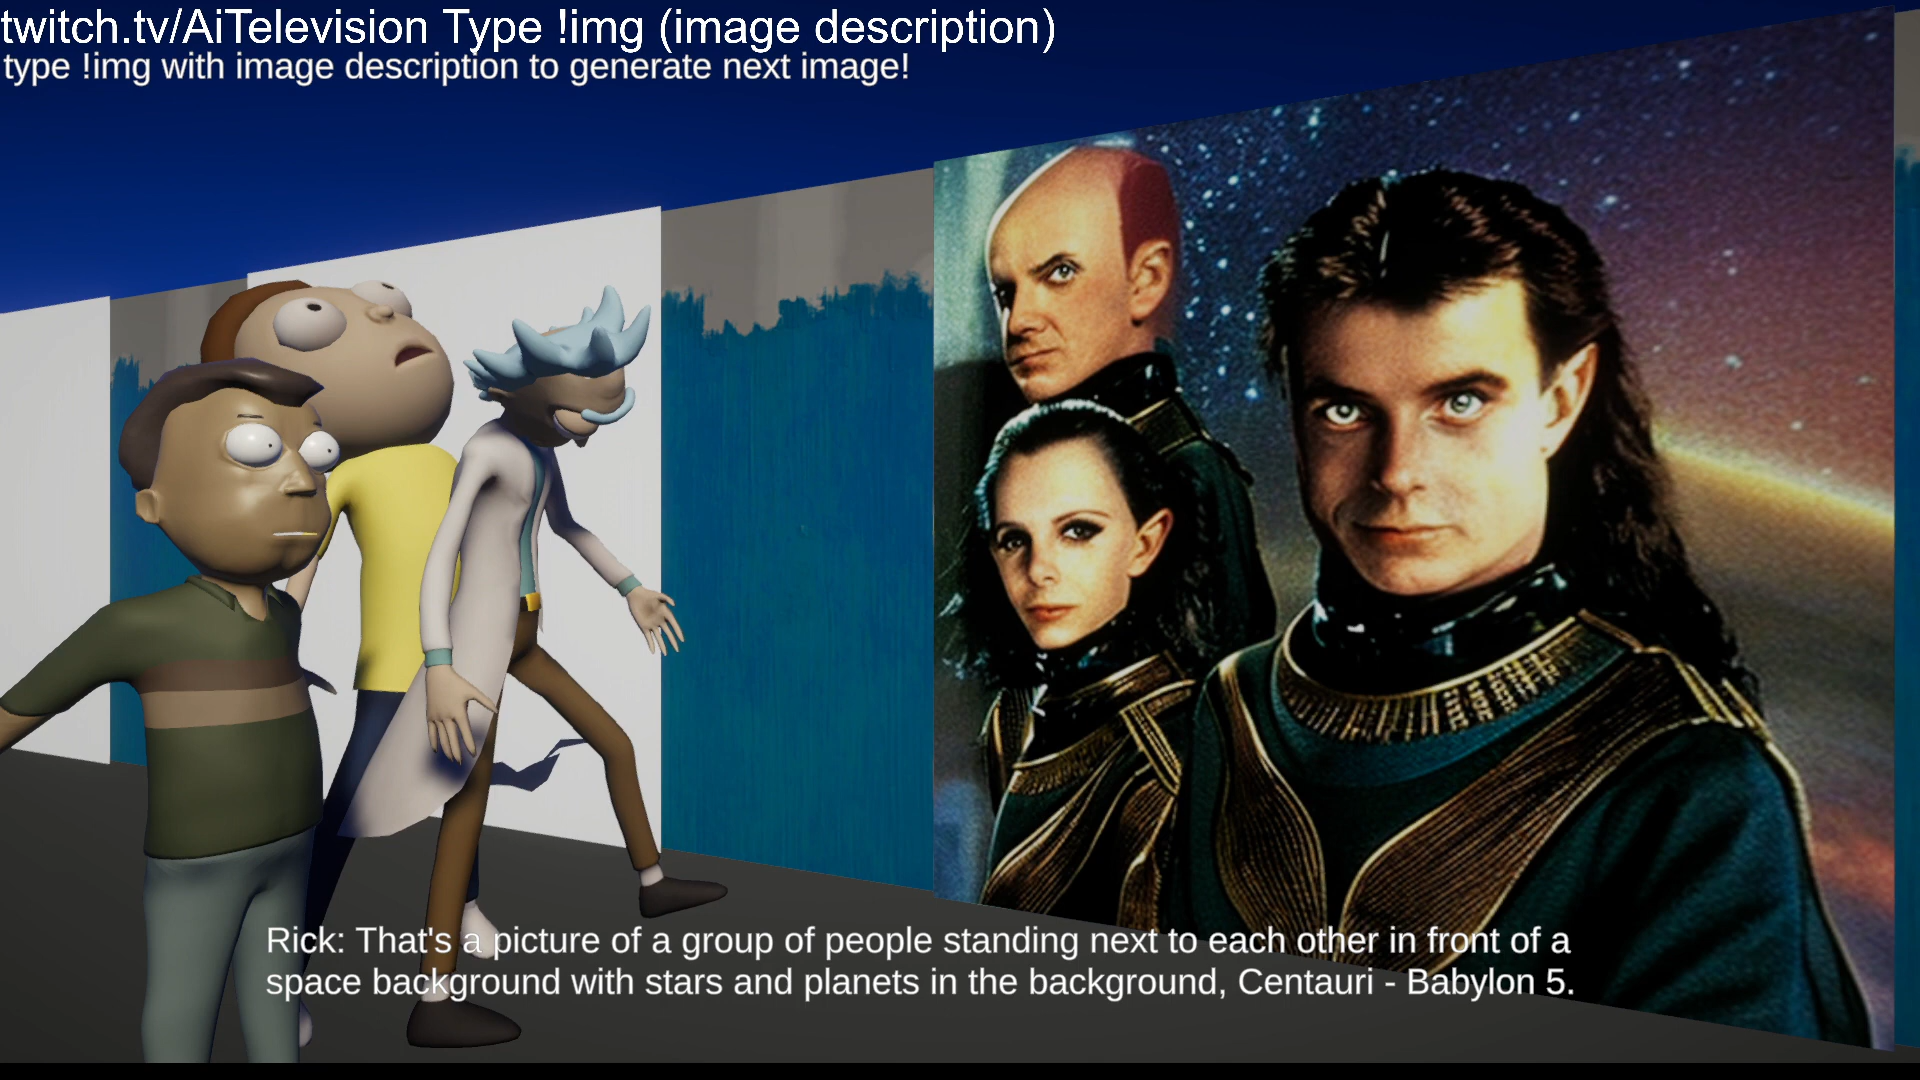 twitch.tv/AiTelevision Type !img (image description)
type !img with image description to generate next image!
Rick: That's a picture of a group of people standing next to each other in front of a
space background with stars and planets in the background, Centauri - Babylon 5.